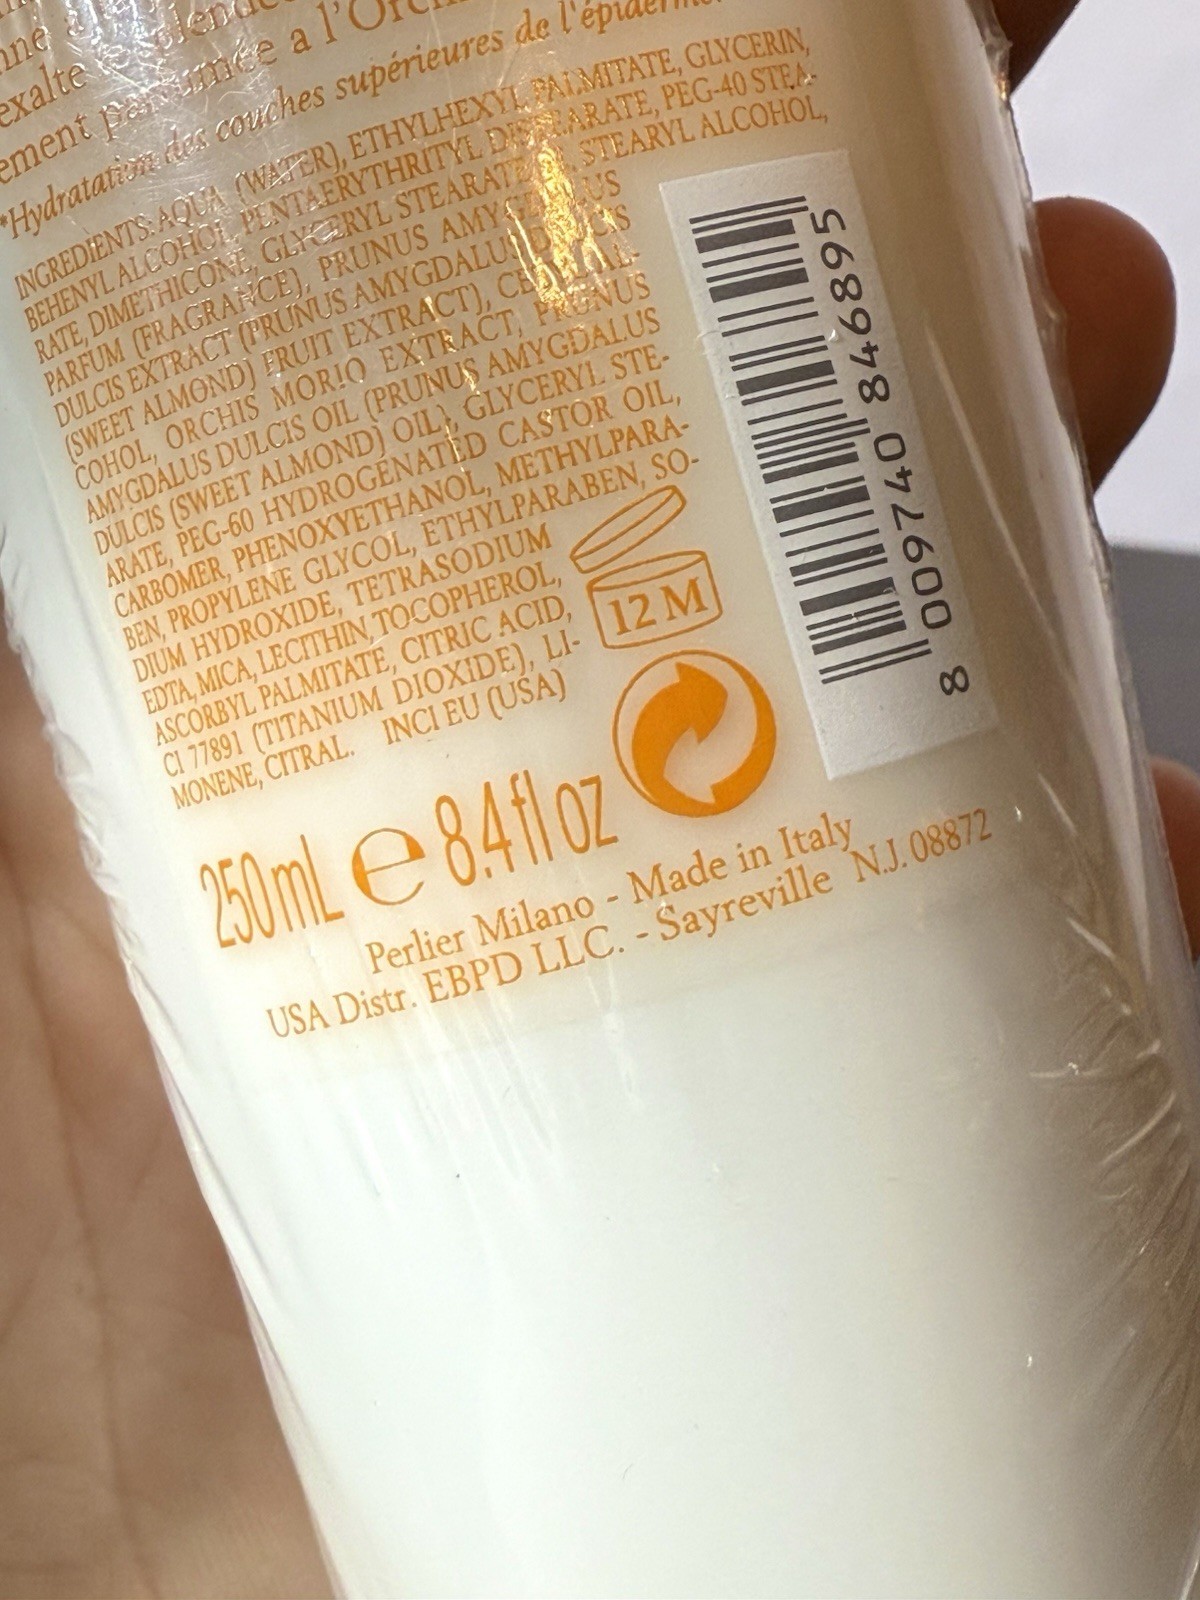 exalte
à l'Orch
*Hydratation des couches supérieures de l'épiderme.
INGREDIENTS: AQUA (WATER), ETHYLHEXYL PALMITATE, GLYCERIN,
BEHENYL ALCOHOL, PENTAERYTHRITYL DISTEARATE, PEG-40 STEA-
RATE, DIMETHICONE, GLYCERYL STEARATE, STEARYL ALCOHOL,
PARFUM (FRAGRANCE), PRUNUS AMYGDALUS
DULCIS EXTRACT (PRUNUS AMYGDALUS DULCIS
(SWEET ALMOND) FRUIT EXTRACT), CETYL AL-
COHOL, ORCHIS MORIO EXTRACT, PRUNUS
AMYGDALUS DULCIS OIL (PRUNUS AMYGDALUS
DULCIS (SWEET ALMOND) OIL), GLYCERYL STE-
ARATE, PEG-60 HYDROGENATED CASTOR OIL,
CARBOMER, PHENOXYETHANOL, METHYLPARA-
BEN, PROPYLENE GLYCOL, ETHYLPARABEN, SO-
DIUM HYDROXIDE, TETRASODIUM
EDTA, MICA, LECITHIN, TOCOPHEROL,
ASCORBYL PALMITATE, CITRIC ACID,
CI 77891 (TITANIUM DIOXIDE), LI-
MONENE, CITRAL. INCI EU (USA)
12 M
8 009740 846895
250mL e 8.4 fl oz
Perlier Milano - Made in Italy
USA Distr. EBPD LLC. - Sayreville N.J. 08872